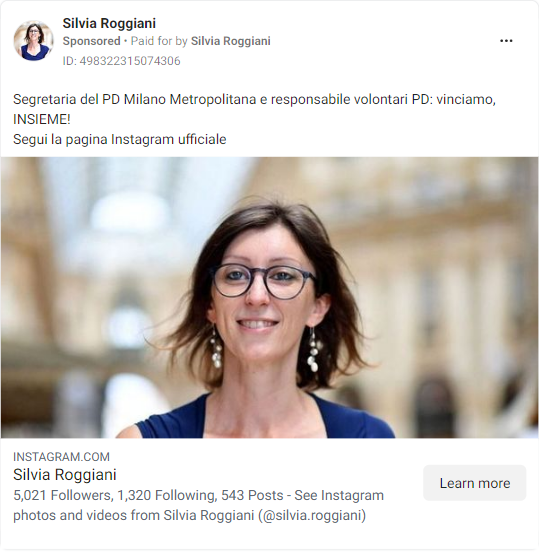 Silvia Roggiani
Sponsored • Paid for by Silvia Roggiani
ID: 498322315074306
Segretaria del PD Milano Metropolitana e responsabile volontari PD: vinciamo,
INSIEME!
Segui la pagina Instagram ufficiale
INSTAGRAM.COM
Silvia Roggiani
5,021 Followers, 1,320 Following, 543 Posts - See Instagram
photos and videos from Silvia Roggiani (@silvia.roggiani)
Learn more